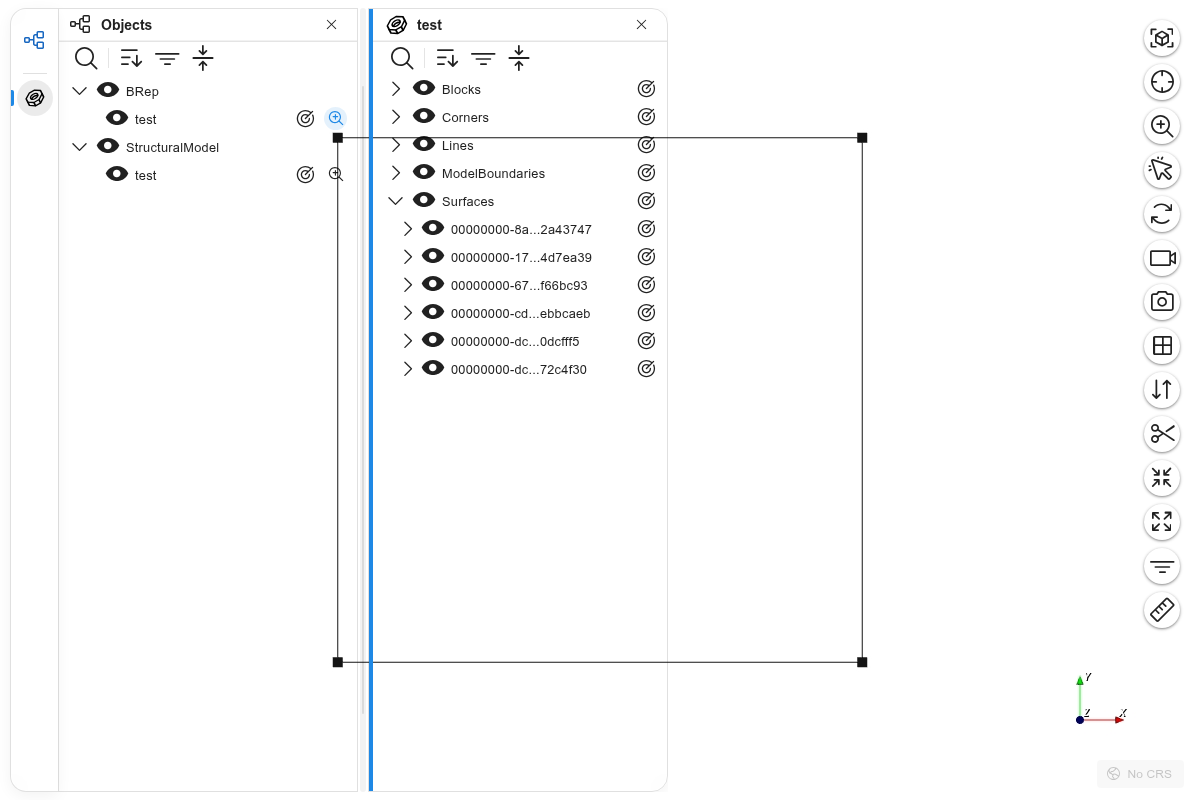 Objects
BRep
test
StructuralModel
test
test
Blocks
Corners
Lines
ModelBoundaries
Surfaces
00000000-8a...2a43747
00000000-17...4d7ea39
00000000-67...f66bc93
00000000-cd...ebbcaeb
00000000-dc...0dcfff5
00000000-dc...72c4f30
Y
Z
X
No CRS